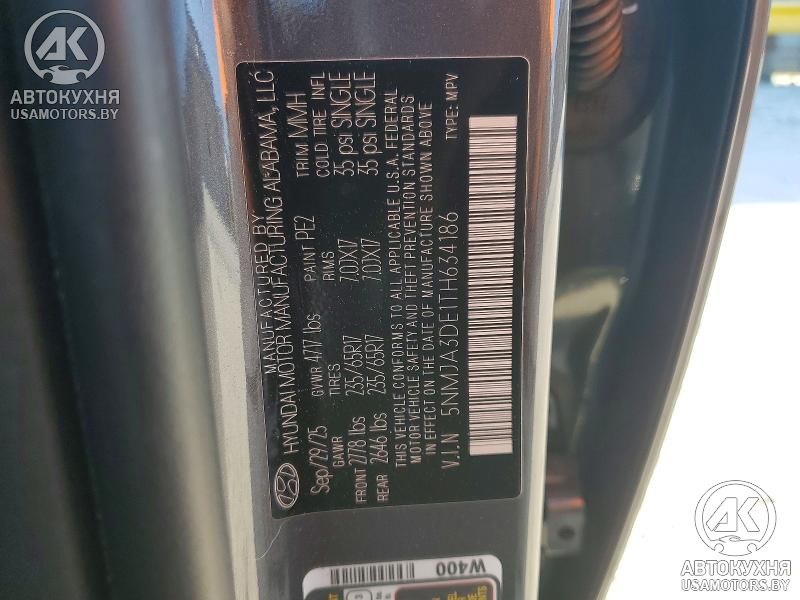 AK
АВТОКУХНЯ
USAMOTORS.BY
MANUFACTURED BY
HYUNDAI MOTOR MANUFACTURING ALABAMA, LLC
Sep/29/25 GVWR 4717 lbs PAINT PE2 TRIM MMH
GAWR TIRES RIMS COLD TIRE INFL
FRONT 2778 lbs 235/65R17 7.0JX17 35 psi SINGLE
REAR 2646 lbs 235/65R17 7.0JX17 35 psi SINGLE
THIS VEHICLE CONFORMS TO ALL APPLICABLE U.S.A. FEDERAL
MOTOR VEHICLE SAFETY AND THEFT PREVENTION STANDARDS
IN EFFECT ON THE DATE OF MANUFACTURE SHOWN ABOVE
V.I.N 5NMJA3DE1TH634186 TYPE: MPV
W400
AK
АВТОКУХНЯ
USAMOTORS.BY